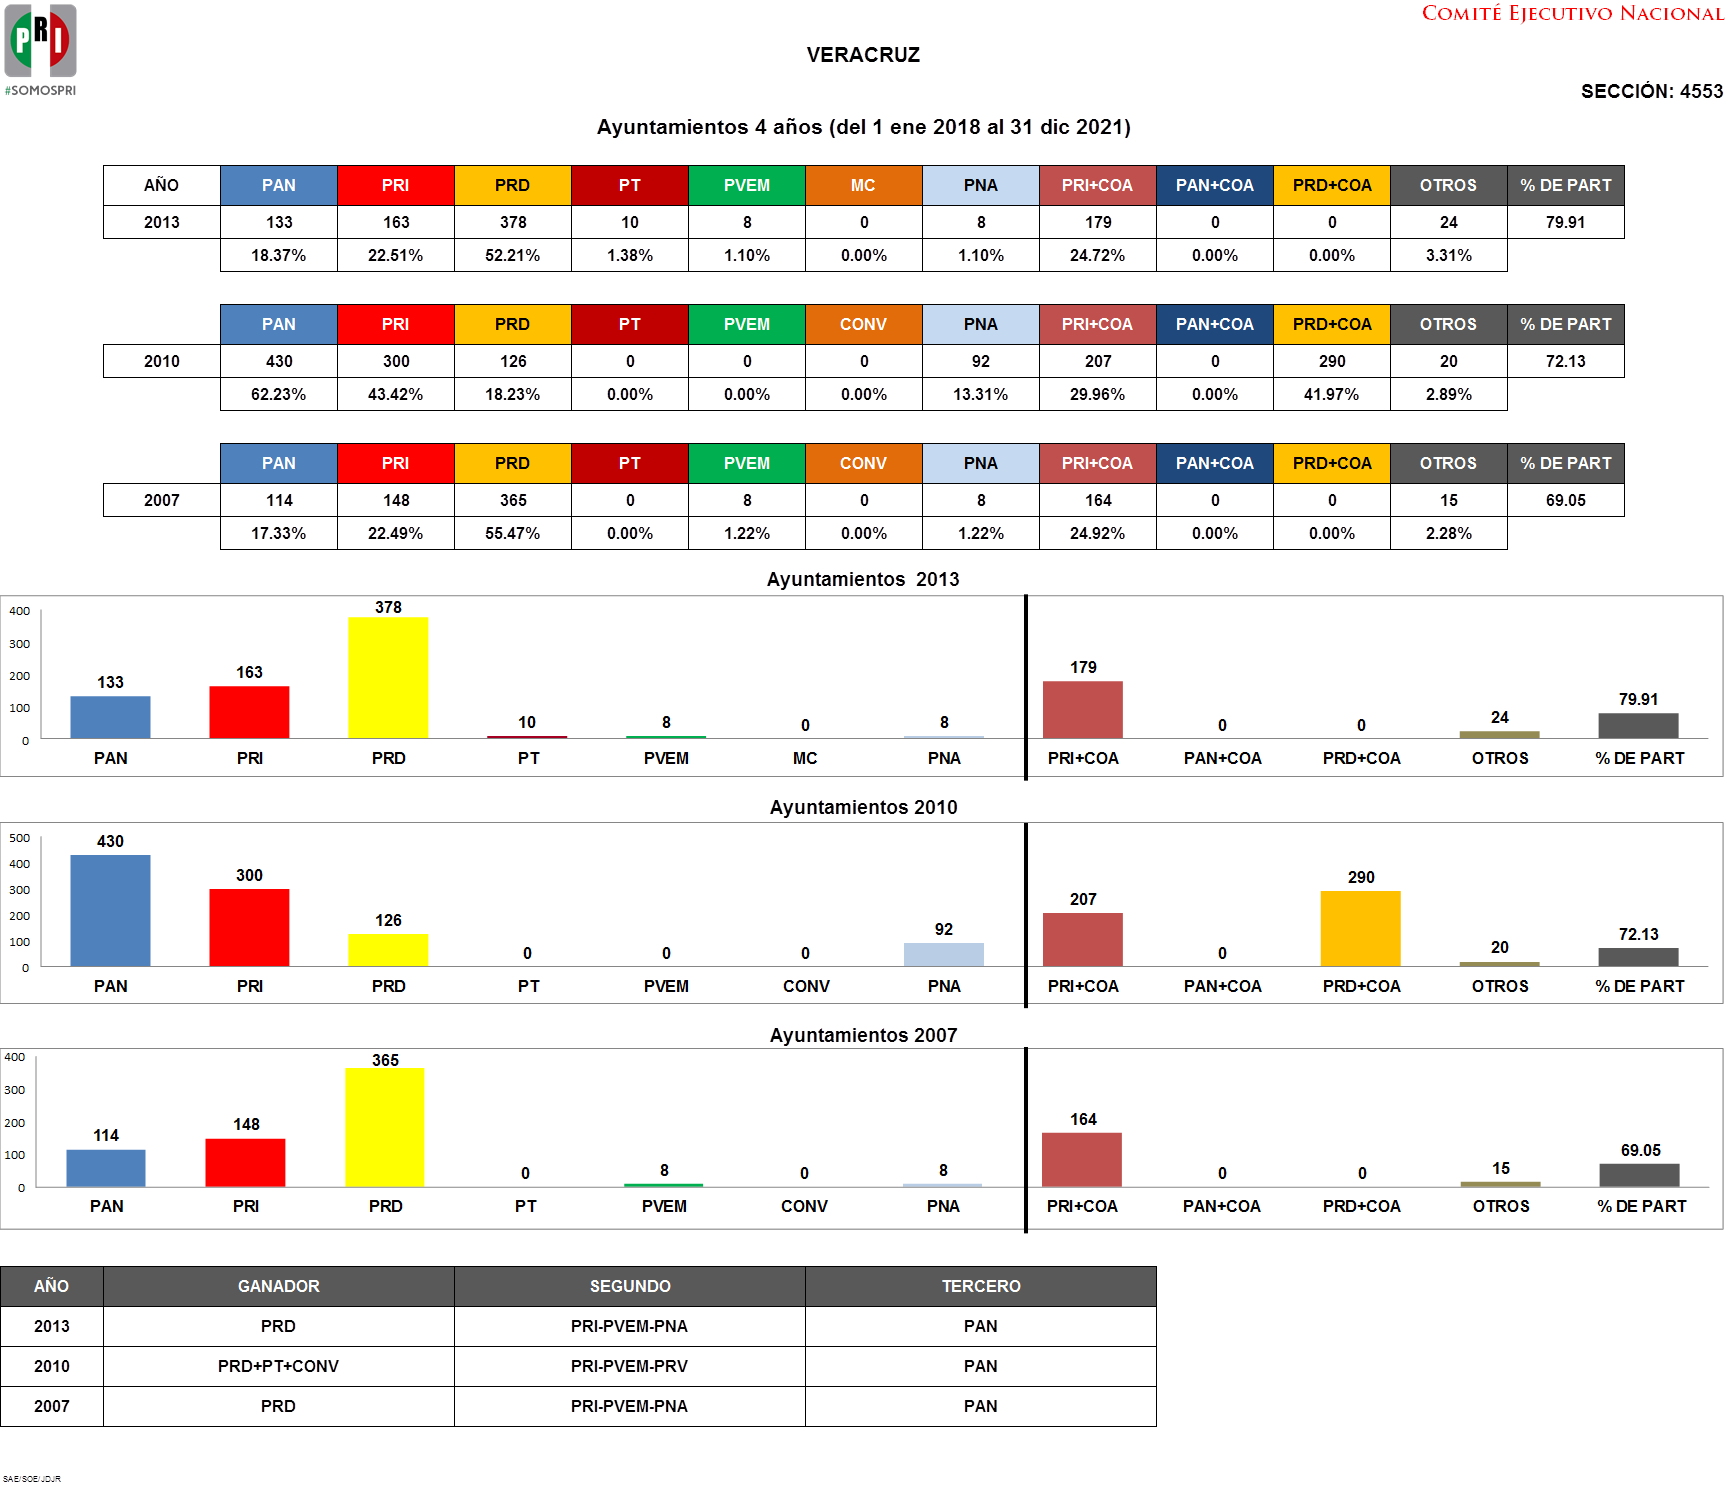 PRI
#SOMOSPRI
COMITÉ EJECUTIVO NACIONAL
VERACRUZ
SECCIÓN: 4553
Ayuntamientos 4 años (del 1 ene 2018 al 31 dic 2021)
AÑO PAN PRI PRD PT PVEM MC PNA PRI+COA PAN+COA PRD+COA OTROS % DE PART
2013 133 163 378 10 8 0 8 179 0 0 24 79.91
18.37% 22.51% 52.21% 1.38% 1.10% 0.00% 1.10% 24.72% 0.00% 0.00% 3.31%
PAN PRI PRD PT PVEM CONV PNA PRI+COA PAN+COA PRD+COA OTROS % DE PART
2010 430 300 126 0 0 0 92 207 0 290 20 72.13
62.23% 43.42% 18.23% 0.00% 0.00% 0.00% 13.31% 29.96% 0.00% 41.97% 2.89%
PAN PRI PRD PT PVEM CONV PNA PRI+COA PAN+COA PRD+COA OTROS % DE PART
2007 114 148 365 0 8 0 8 164 0 0 15 69.05
17.33% 22.49% 55.47% 0.00% 1.22% 0.00% 1.22% 24.92% 0.00% 0.00% 2.28%
Ayuntamientos 2013
400
300
200
100
0
133 163 378 10 8 0 8 179 0 0 24 79.91
PAN PRI PRD PT PVEM MC PNA PRI+COA PAN+COA PRD+COA OTROS % DE PART
Ayuntamientos 2010
500
400
300
200
100
0
430 300 126 0 0 0 92 207 0 290 20 72.13
PAN PRI PRD PT PVEM CONV PNA PRI+COA PAN+COA PRD+COA OTROS % DE PART
Ayuntamientos 2007
400
300
200
100
0
114 148 365 0 8 0 8 164 0 0 15 69.05
PAN PRI PRD PT PVEM CONV PNA PRI+COA PAN+COA PRD+COA OTROS % DE PART
AÑO GANADOR SEGUNDO TERCERO
2013 PRD PRI-PVEM-PNA PAN
2010 PRD+PT+CONV PRI-PVEM-PRV PAN
2007 PRD PRI-PVEM-PNA PAN
SAE/SOE/JDJR